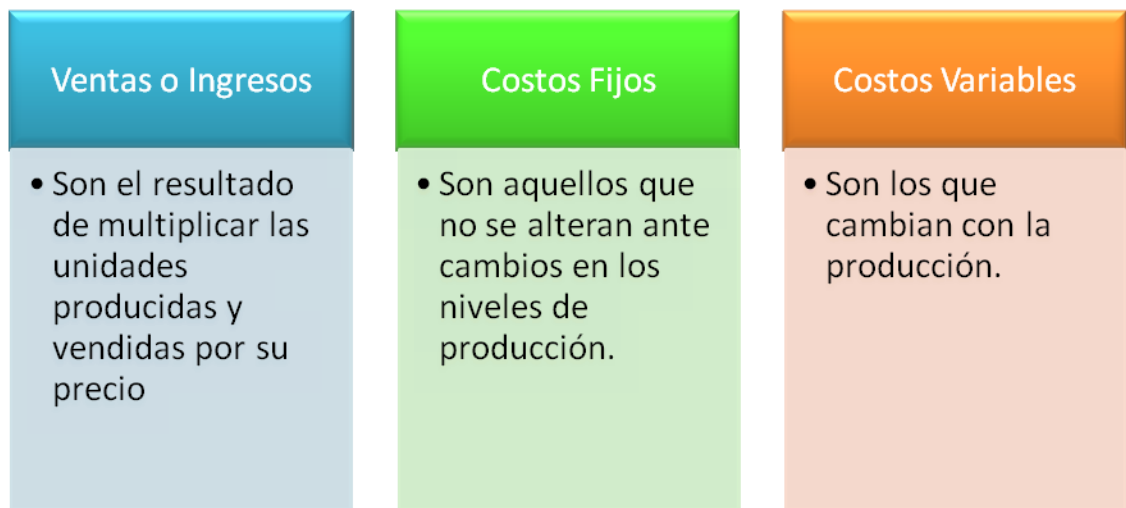 Ventas o Ingresos
• Son el resultado
de multiplicar las
unidades
producidas y
vendidas por su
precio
Costos Fijos
• Son aquellos que
no se alteran ante
cambios en los
niveles de
producción.
Costos Variables
• Son los que
cambian con la
producción.